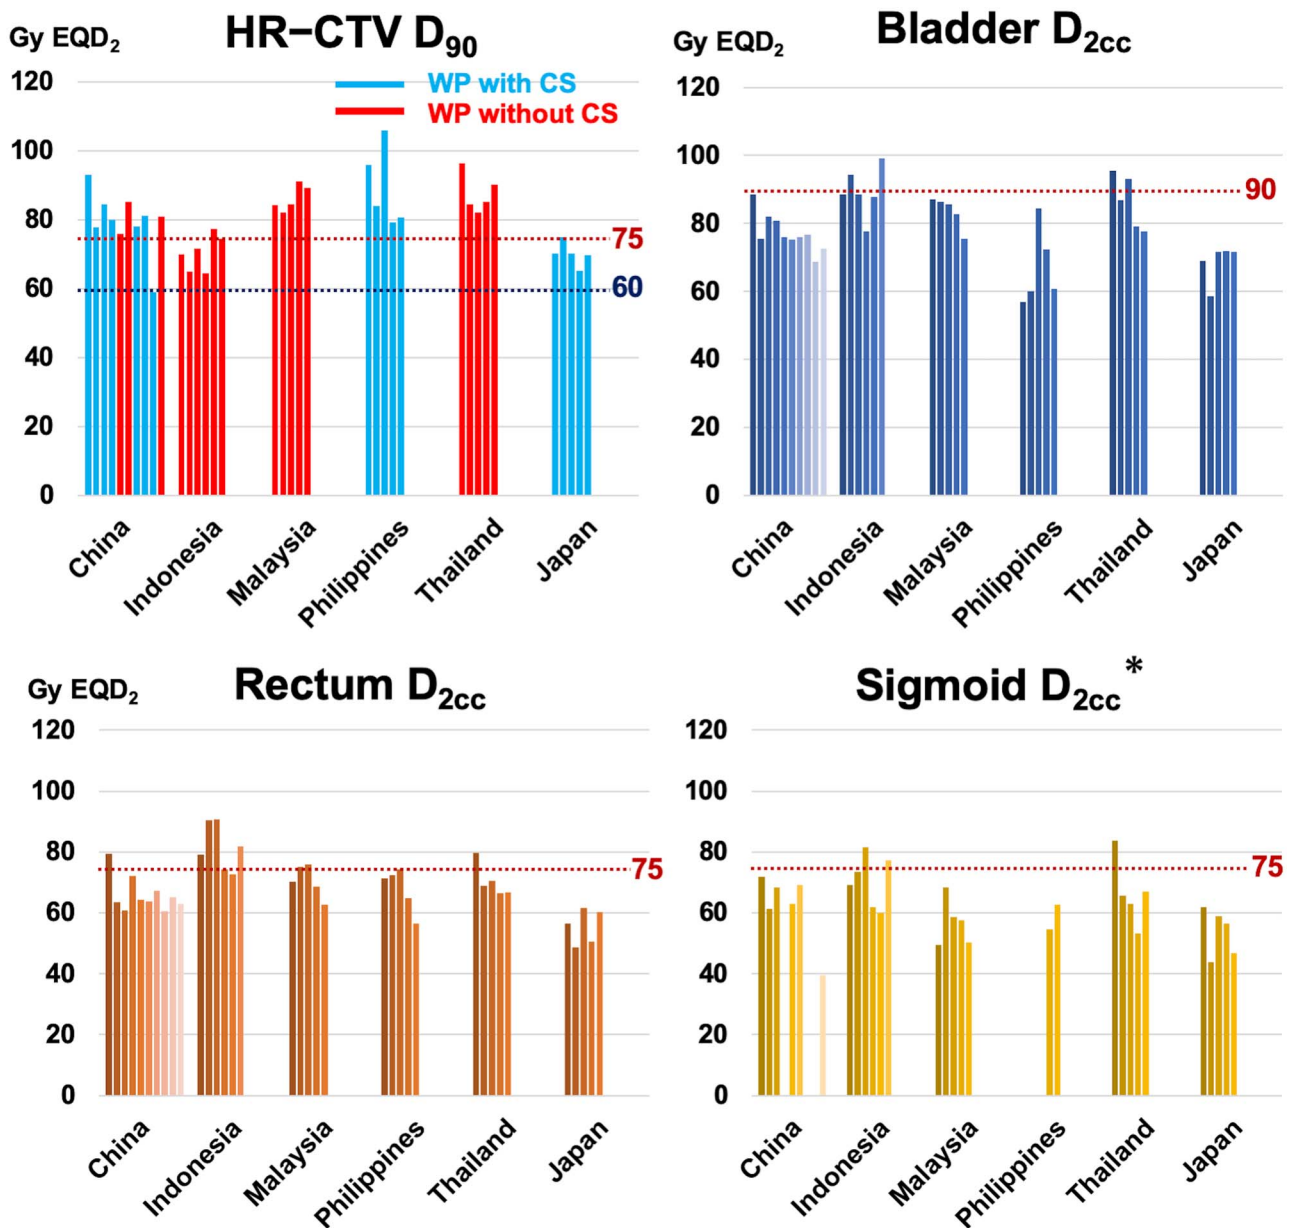 HR−CTV D90
Gy EQD2
WP with CS
WP without CS
120
100
80
60
40
20
0
75
60
China
Indonesia
Malaysia
Philippines
Thailand
Japan
Bladder D2cc
Gy EQD2
120
100
80
60
40
20
0
90
China
Indonesia
Malaysia
Philippines
Thailand
Japan
Rectum D2cc
Gy EQD2
120
100
80
60
40
20
0
75
China
Indonesia
Malaysia
Philippines
Thailand
Japan
Sigmoid D2cc*
120
100
80
60
40
20
0
75
China
Indonesia
Malaysia
Philippines
Thailand
Japan